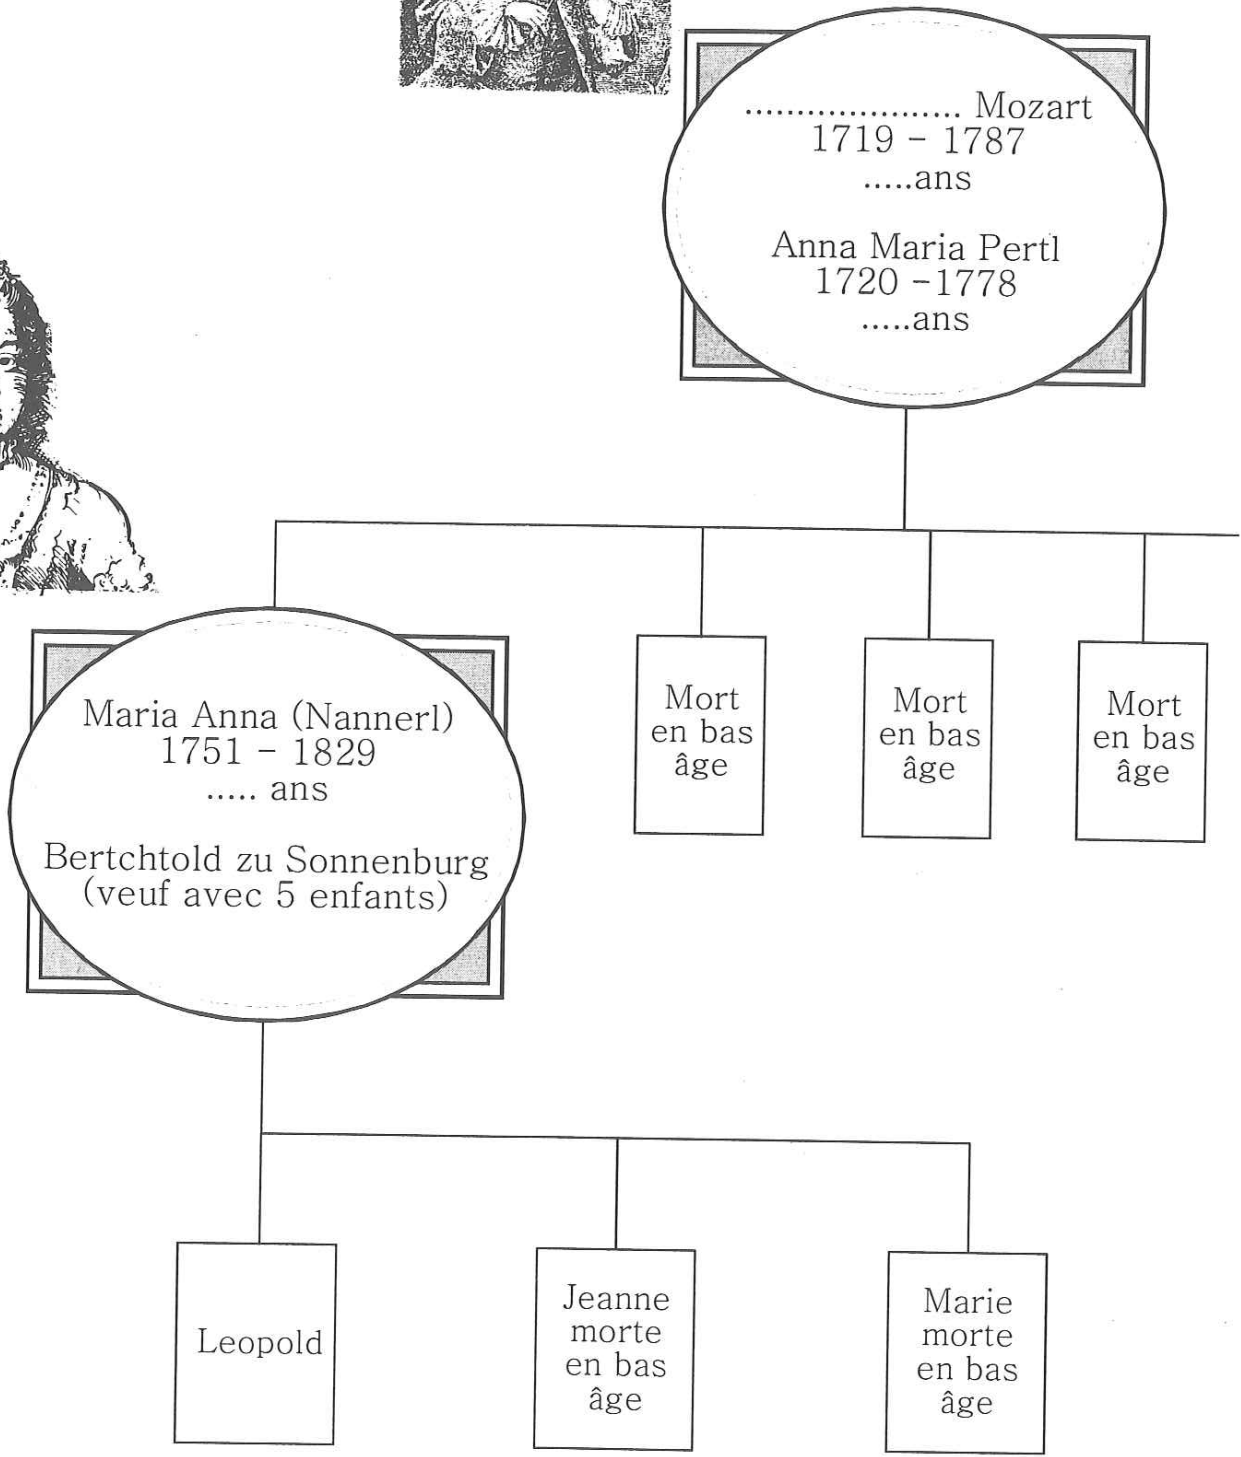 ..................... Mozart
1719 - 1787
.....ans
Anna Maria Pertl
1720 -1778
.....ans
Maria Anna (Nannerl)
1751 - 1829
..... ans
Bertchtold zu Sonnenburg
(veuf avec 5 enfants)
Mort
en bas
âge
Mort
en bas
âge
Mort
en bas
âge
Leopold
Jeanne
morte
en bas
âge
Marie
morte
en bas
âge